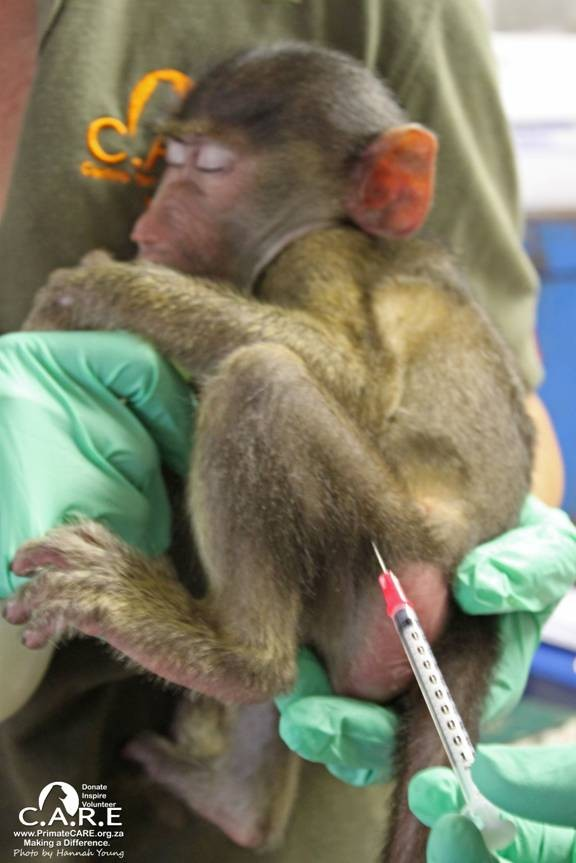 C.A
Donate
Inspire
Volunteer
C.A.R.E
www.PrimateCARE.org.za
Making a Difference.
Photo by Hannah Young